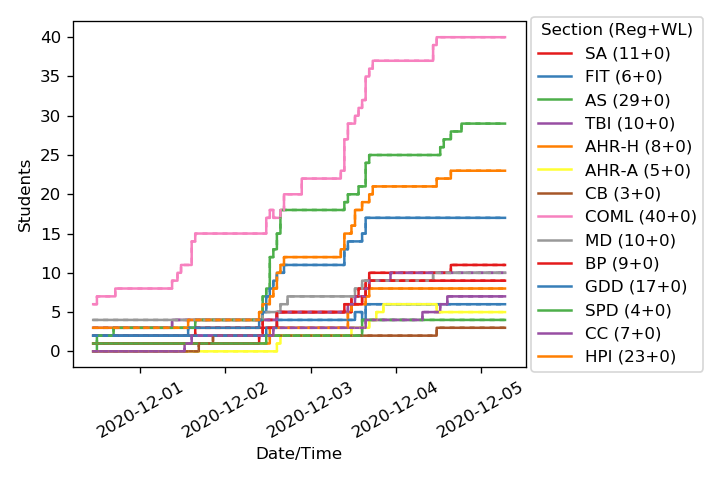 40
35
30
25
20
15
10
5
0
Students
2020-12-01
2020-12-02
2020-12-03
2020-12-04
2020-12-05
Date/Time
Section (Reg+WL)
SA (11+0)
FIT (6+0)
AS (29+0)
TBI (10+0)
AHR-H (8+0)
AHR-A (5+0)
CB (3+0)
COML (40+0)
MD (10+0)
BP (9+0)
GDD (17+0)
SPD (4+0)
CC (7+0)
HPI (23+0)